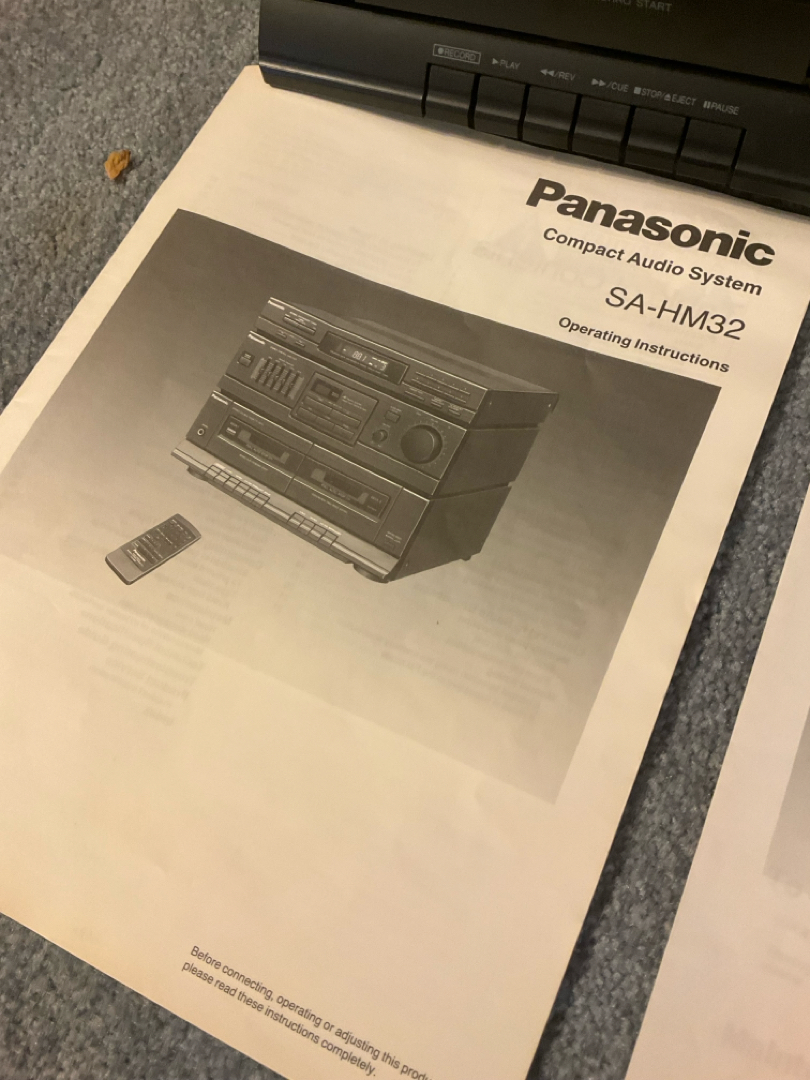 ●RECORD ▶PLAY ◀◀/REV ▶▶/CUE ■STOP/⏏EJECT ❚❚PAUSE
Panasonic
Compact Audio System
SA-HM32
Operating Instructions
Before connecting, operating or adjusting this
please read these instructions completely.